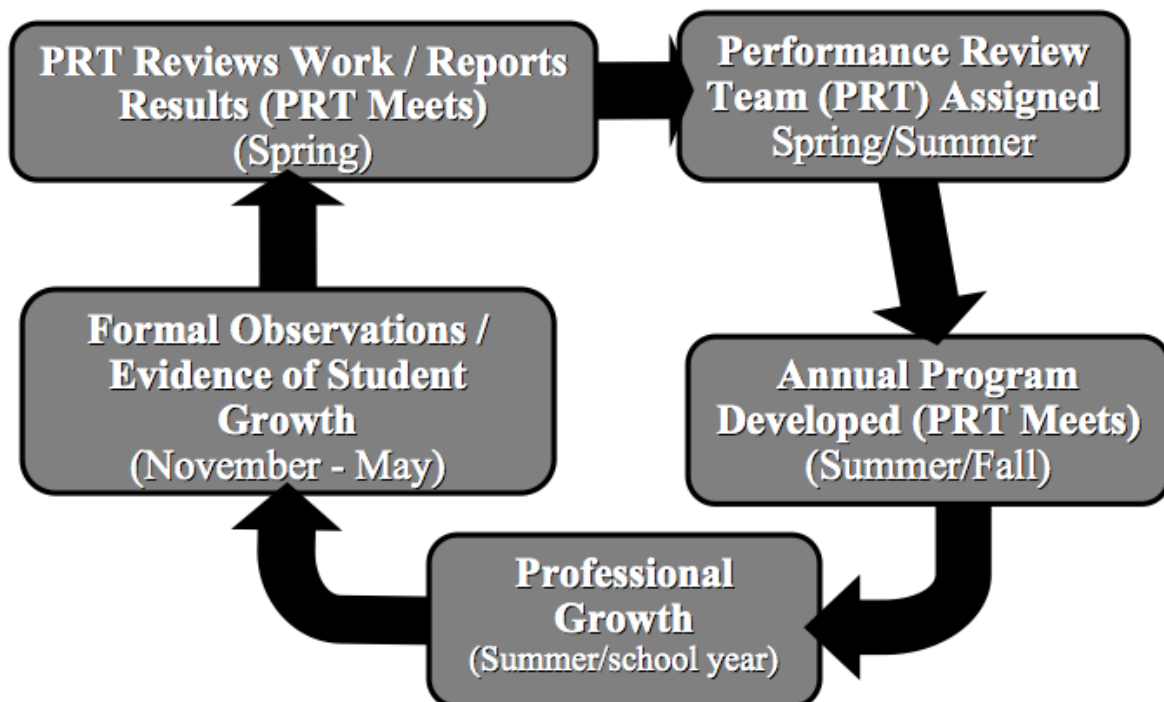 PRT Reviews Work / Reports
Results (PRT Meets)
(Spring)
Performance Review
Team (PRT) Assigned
Spring/Summer
Annual Program
Developed (PRT Meets)
(Summer/Fall)
Professional
Growth
(Summer/school year)
Formal Observations /
Evidence of Student
Growth
(November - May)